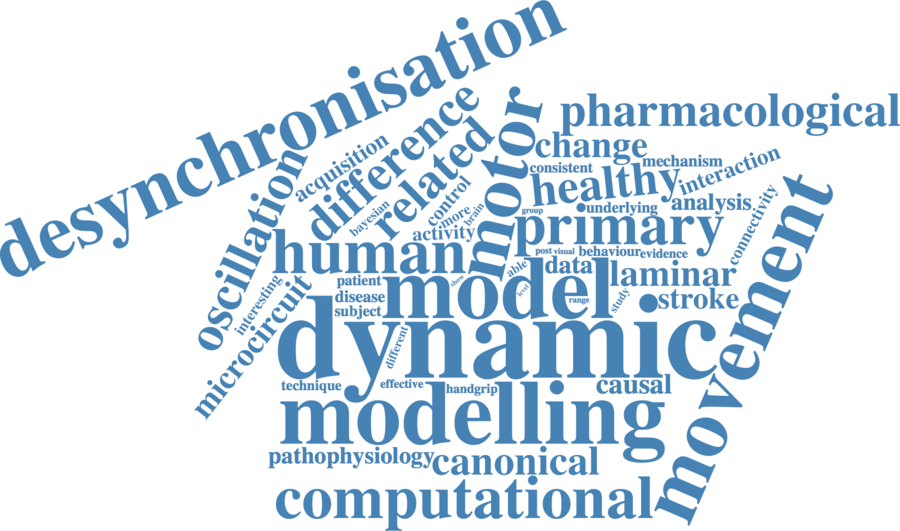 desynchronisation
pharmacological
oscillation
acquisition
difference
related
motor
change
mechanism
consistent
healthy
interaction
bayesian
control
more
brain
activity
group
underlying
analysis
primary
connectivity
movement
human
post
visual
behaviour
evidence
interesting
microcircuit
patient
disease
subject
show
able
data
laminar
model
level
range
study
stroke
dynamic
different
technique
effective
handgrip
causal
modelling
pathophysiology
canonical
computational